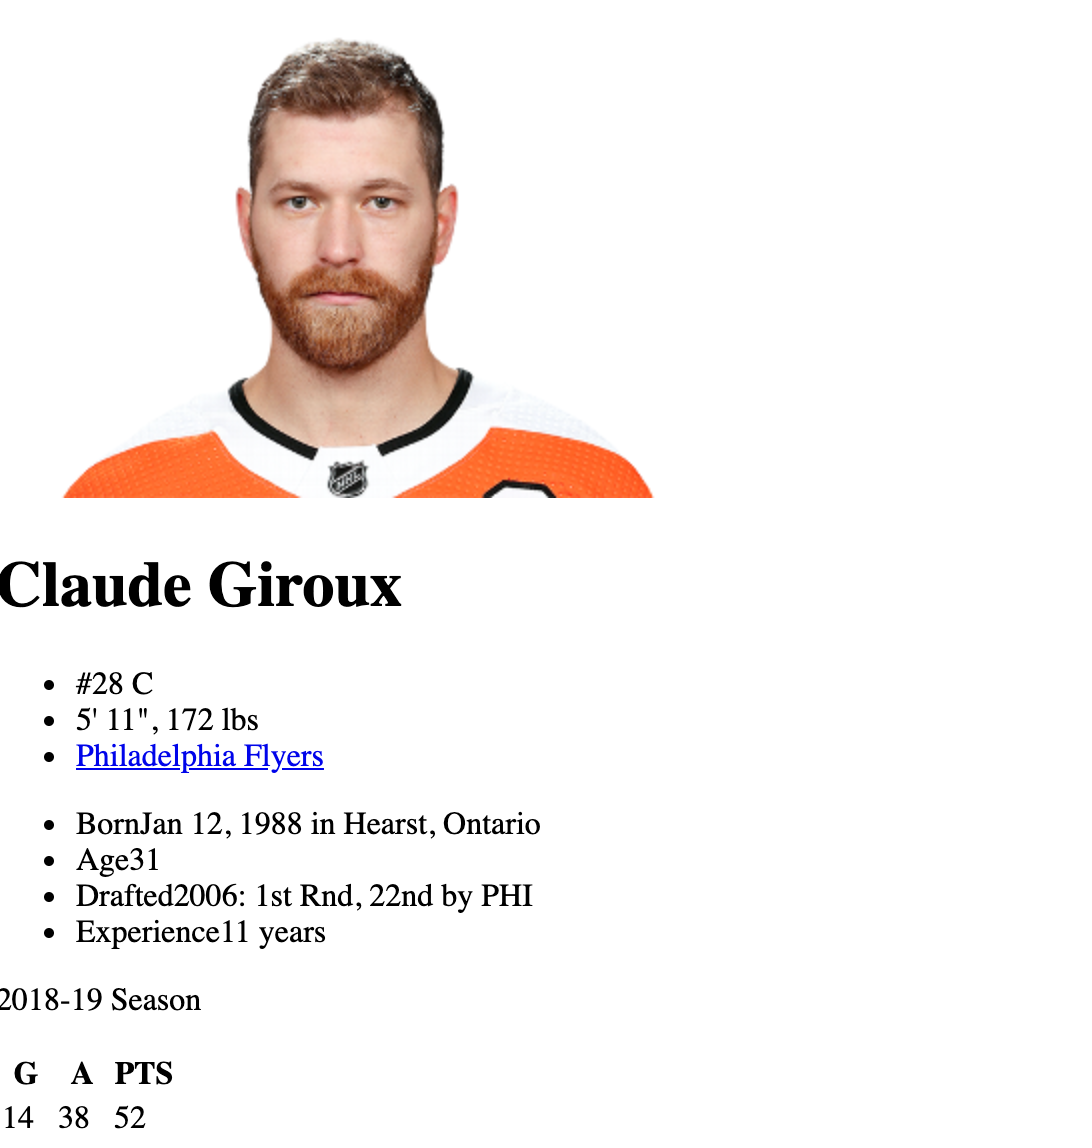 NHL
Claude Giroux
#28 C
5' 11", 172 lbs
Philadelphia Flyers
BornJan 12, 1988 in Hearst, Ontario
Age31
Drafted2006: 1st Rnd, 22nd by PHI
Experience11 years
2018-19 Season
G A PTS
14 38 52